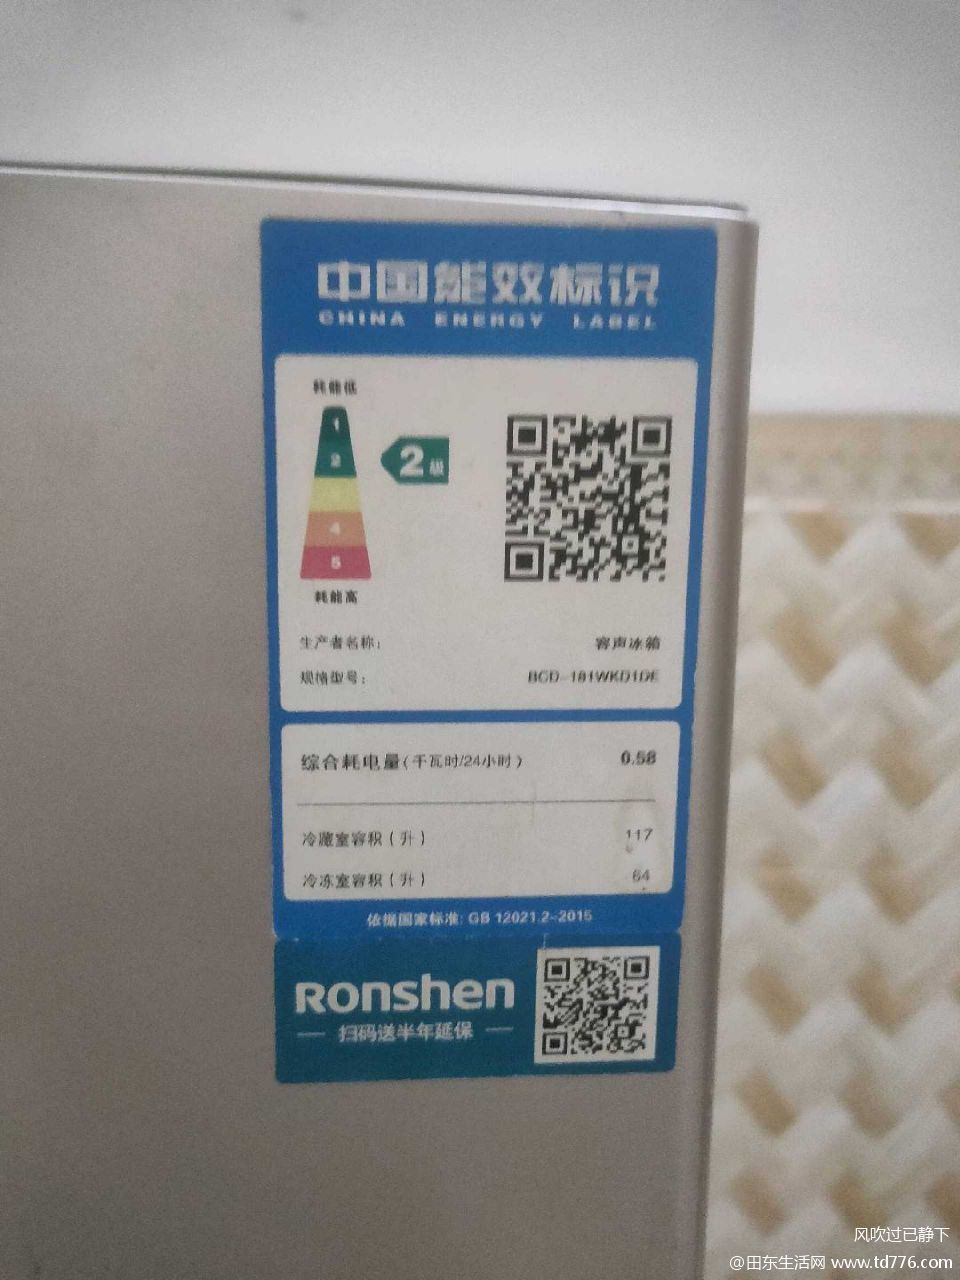 中国能效标识
CHINA ENERGY LABEL
耗能低
1
2
2级
4
5
耗能高
生产者名称: 容声冰箱
规格型号: BCD-181WKD1DE
综合耗电量(千瓦时/24小时) 0.58
冷藏室容积(升) 117
冷冻室容积(升) 64
依据国家标准: GB 12021.2-2015
Ronshen
扫码送半年延保
风吹过已静下
@田东生活网 www.td776.com